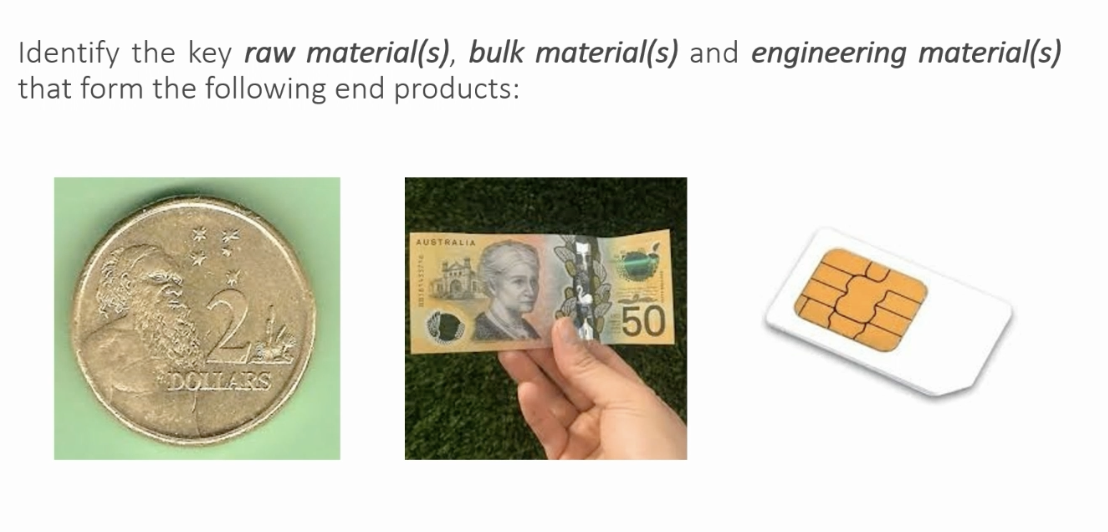 Identify the key raw material(s), bulk material(s) and engineering material(s)
that form the following end products:
2
DOLLARS
AUSTRALIA
50